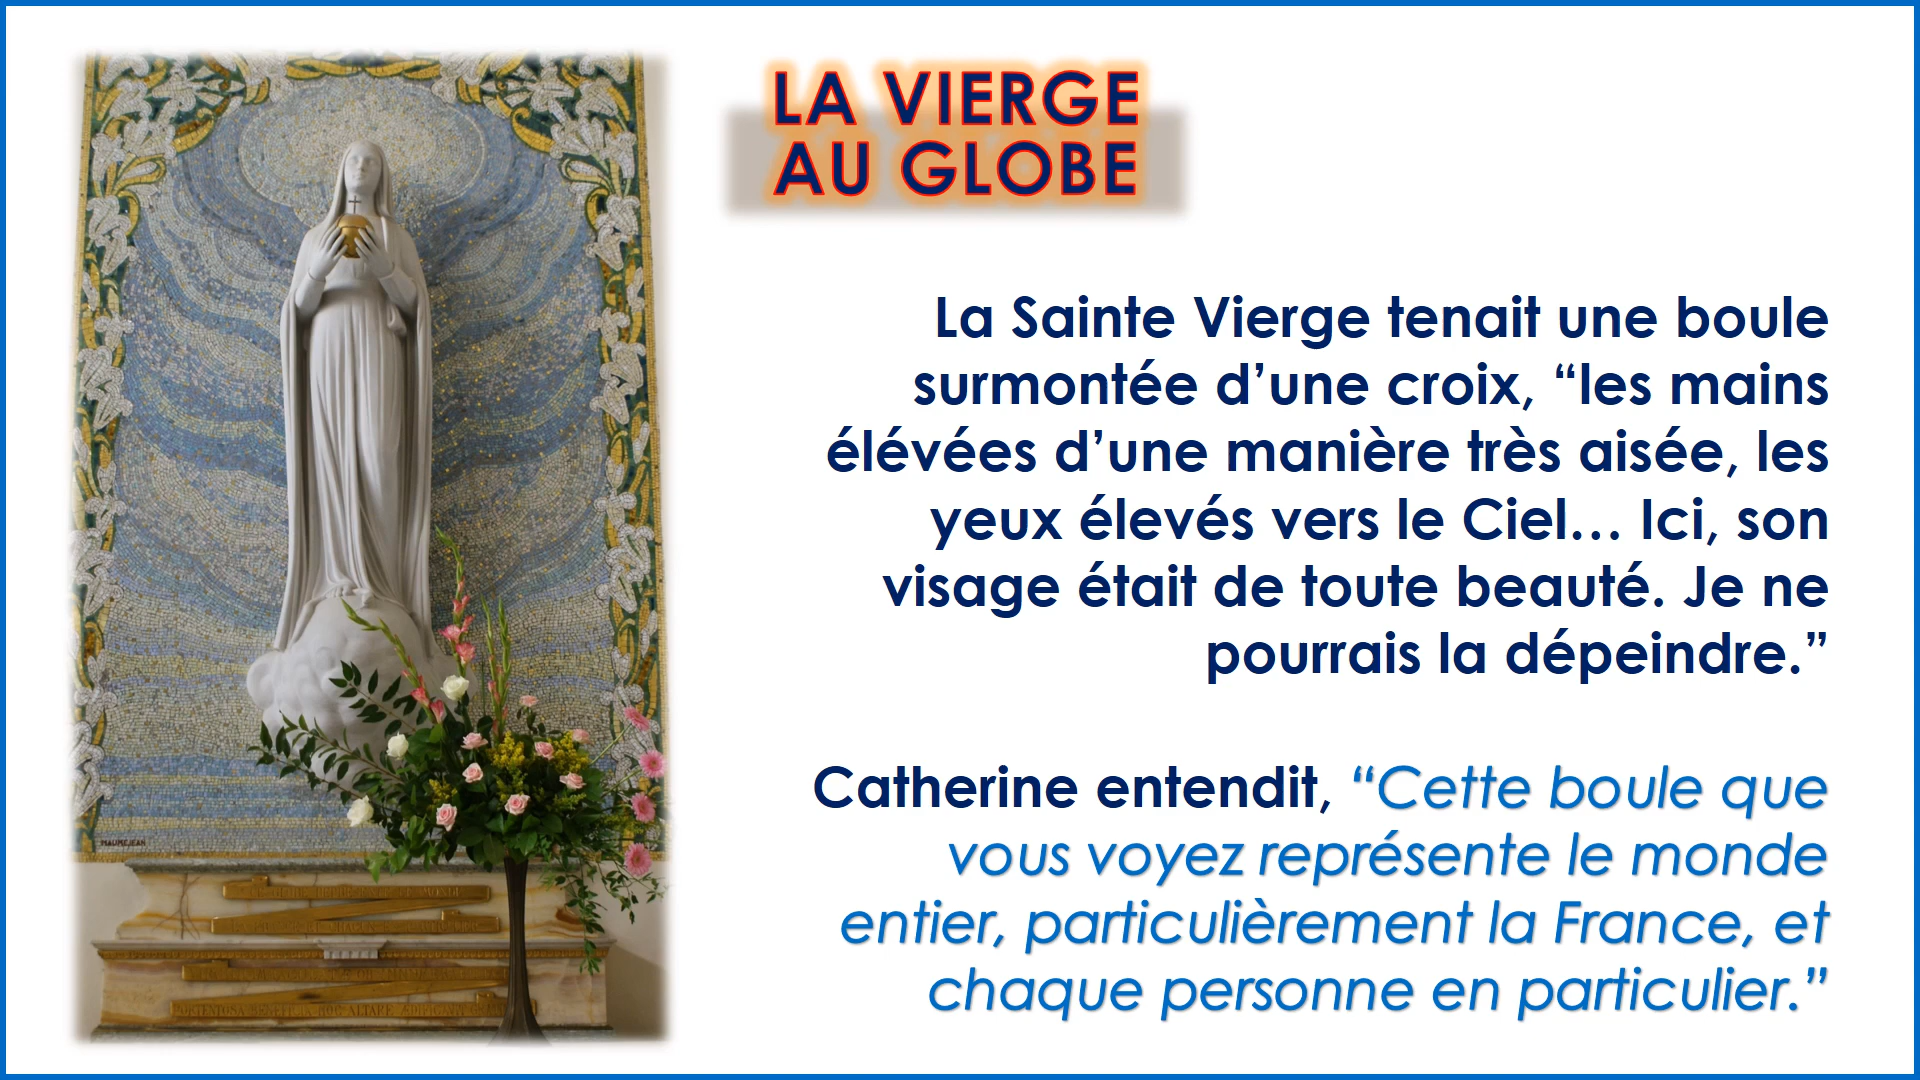 LA VIERGE
AU GLOBE
La Sainte Vierge tenait une boule
surmontée d’une croix, “les mains
élévées d’une manière très aisée, les
yeux élevés vers le Ciel… Ici, son
visage était de toute beauté. Je ne
pourrais la dépeindre.”
Catherine entendit, “Cette boule que
vous voyez représente le monde
entier, particulièrement la France, et
chaque personne en particulier.”
MAUMEJEAN